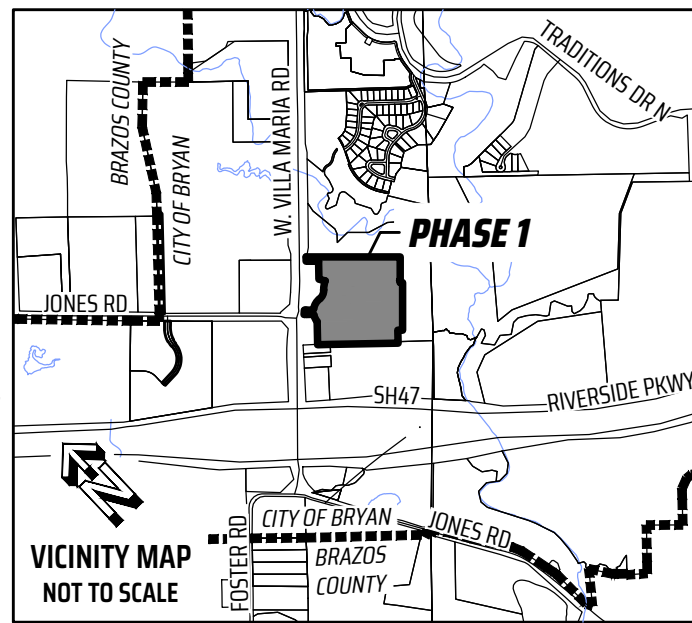 TRADITIONS DR N
BRAZOS COUNTY
CITY OF BRYAN
W. VILLA MARIA RD
PHASE 1
JONES RD
SH47
RIVERSIDE PKWY
N
CITY OF BRYAN
JONES RD
BRAZOS
COUNTY
FOSTER RD
VICINITY MAP
NOT TO SCALE